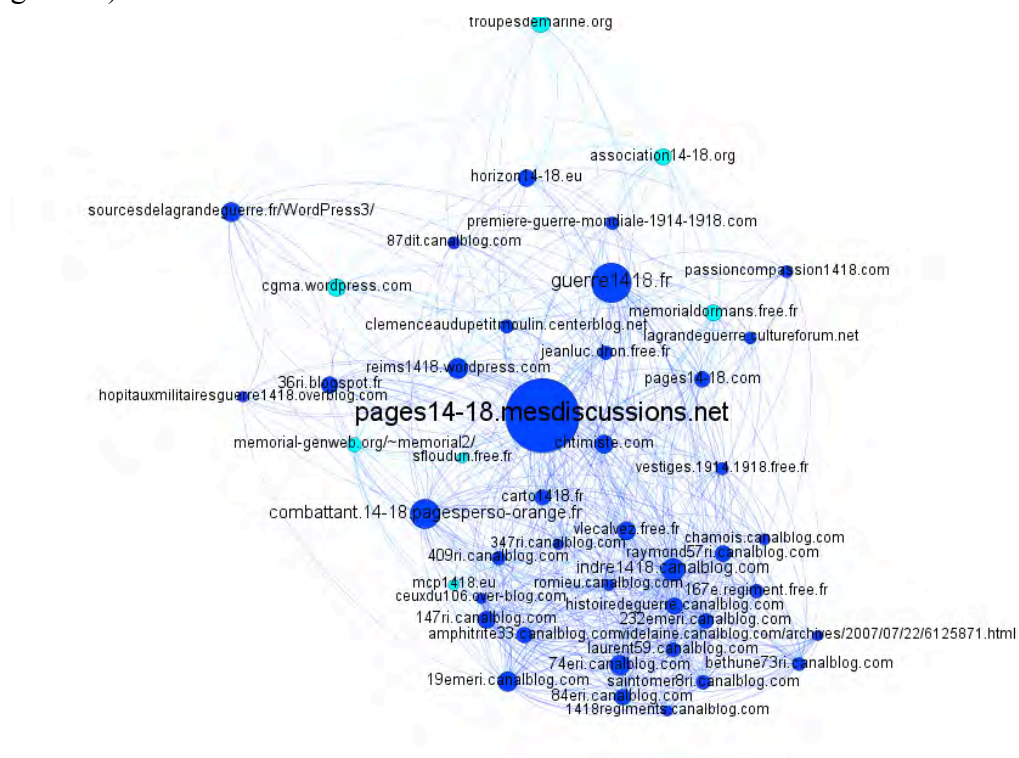 troupesdemarine.org
association14-18.org
horizon14-18.eu
sourcesdelagrandeguerre.fr/WordPress3/
premiere-guerre-mondiale-1914-1918.com
87dit.canalblog.com
passioncompassion1418.com
guerre1418.fr
cgma.wordpress.com
memorialdormans.free.fr
clemenceaudupetitmoulin.centerblog.net
lagrandeguerre.cultureforum.net
jeanluc.dron.free.fr
reims1418.wordpress.com
pages14-18.com
36ri.blogspot.fr
hopitauxmilitairesguerre1418.overblog.com
pages14-18.mesdiscussions.net
memorial-genweb.org/~memorial2/
chtimiste.com
sfloudun.free.fr
vestiges.1914.1918.free.fr
carto1418.fr
combattant.14-18.pagesperso-orange.fr
vlecalvez.free.fr
chamois.canalblog.com
347ri.canalblog.com
raymond57ri.canalblog.com
409ri.canalblog.com
indre1418.canalblog.com
mcp1418.eu
romieu.canalblog.com
167e.regiment.free.fr
ceuxdu106.over-blog.com
histoiredeguerre.canalblog.com
147ri.canalblog.com
232emeri.canalblog.com
amphitrite33.canalblog.com
videlaine.canalblog.com/archives/2007/07/22/6125871.html
laurent59.canalblog.com
74eri.canalblog.com
bethune73ri.canalblog.com
19emeri.canalblog.com
saintomer8ri.canalblog.com
84eri.canalblog.com
1418regiments.canalblog.com